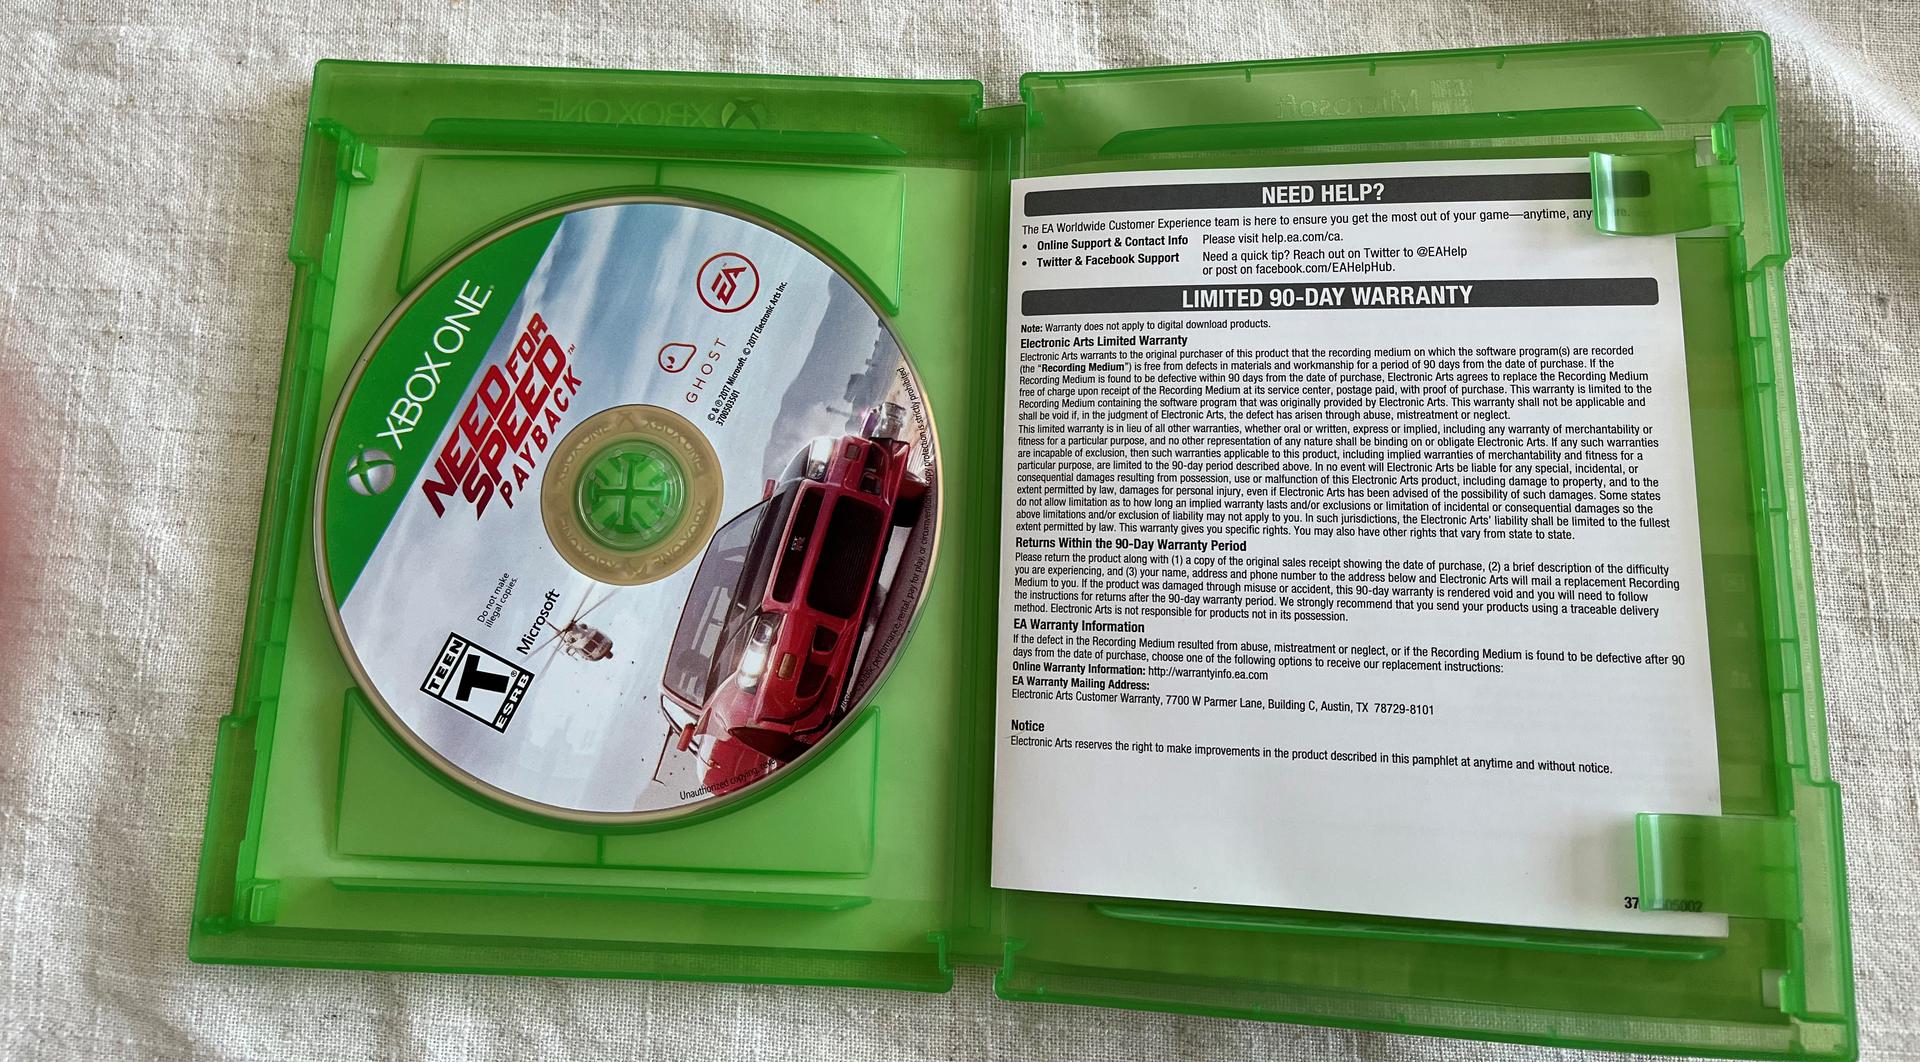 XBOX ONE
Microsoft
XBOX ONE
NEED FOR
SPEED™
PAYBACK
EA
GHOST
© & ℗ 2017 Microsoft. © 2017 Electronic Arts Inc.
3700503501
Do not make
illegal copies.
Microsoft
TEEN
T
ESRB
Unauthorized copying,
public performance, rental, pay for play, or circumvention of copy protection is strictly prohibited.
NEED HELP?
The EA Worldwide Customer Experience team is here to ensure you get the most out of your game—anytime,
• Online Support & Contact Info Please visit help.ea.com/ca.
• Twitter & Facebook Support Need a quick tip? Reach out on Twitter to @EAHelp
or post on facebook.com/EAHelpHub.
LIMITED 90-DAY WARRANTY
Note: Warranty does not apply to digital download products.
Electronic Arts Limited Warranty
Electronic Arts warrants to the original purchaser of this product that the recording medium on which the software program(s) are recorded
(the “Recording Medium”) is free from defects in materials and workmanship for a period of 90 days from the date of purchase. If the
Recording Medium is found to be defective within 90 days from the date of purchase, Electronic Arts agrees to replace the Recording Medium
free of charge upon receipt of the Recording Medium at its service center, postage paid, with proof of purchase. This warranty is limited to the
Recording Medium containing the software program that was originally provided by Electronic Arts. This warranty shall not be applicable and
shall be void if, in the judgment of Electronic Arts, the defect has arisen through abuse, mistreatment or neglect.
This limited warranty is in lieu of all other warranties, whether oral or written, express or implied, including any warranty of merchantability or
fitness for a particular purpose, and no other representation of any nature shall be binding on or obligate Electronic Arts. If any such warranties
are incapable of exclusion, then such warranties applicable to this product, including implied warranties of merchantability and fitness for a
particular purpose, are limited to the 90-day period described above. In no event will Electronic Arts be liable for any special, incidental, or
consequential damages resulting from possession, use or malfunction of this Electronic Arts product, including damage to property, and to the
extent permitted by law, damages for personal injury, even if Electronic Arts has been advised of the possibility of such damages. Some states
do not allow limitation as to how long an implied warranty lasts and/or exclusions or limitation of incidental or consequential damages so the
above limitations and/or exclusion of liability may not apply to you. In such jurisdictions, the Electronic Arts’ liability shall be limited to the fullest
extent permitted by law. This warranty gives you specific rights. You may also have other rights that vary from state to state.
Returns Within the 90-Day Warranty Period
Please return the product along with (1) a copy of the original sales receipt showing the date of purchase, (2) a brief description of the difficulty
you are experiencing, and (3) your name, address and phone number to the address below and Electronic Arts will mail a replacement Recording
Medium to you. If the product was damaged through misuse or accident, this 90-day warranty is rendered void and you will need to follow
the instructions for returns after the 90-day warranty period. We strongly recommend that you send your products using a traceable delivery
method. Electronic Arts is not responsible for products not in its possession.
EA Warranty Information
If the defect in the Recording Medium resulted from abuse, mistreatment or neglect, or if the Recording Medium is found to be defective after 90
days from the date of purchase, choose one of the following options to receive our replacement instructions:
Online Warranty Information: http://warrantyinfo.ea.com
EA Warranty Mailing Address:
Electronic Arts Customer Warranty, 7700 W Parmer Lane, Building C, Austin, TX 78729-8101
Notice
Electronic Arts reserves the right to make improvements in the product described in this pamphlet at anytime and without notice.